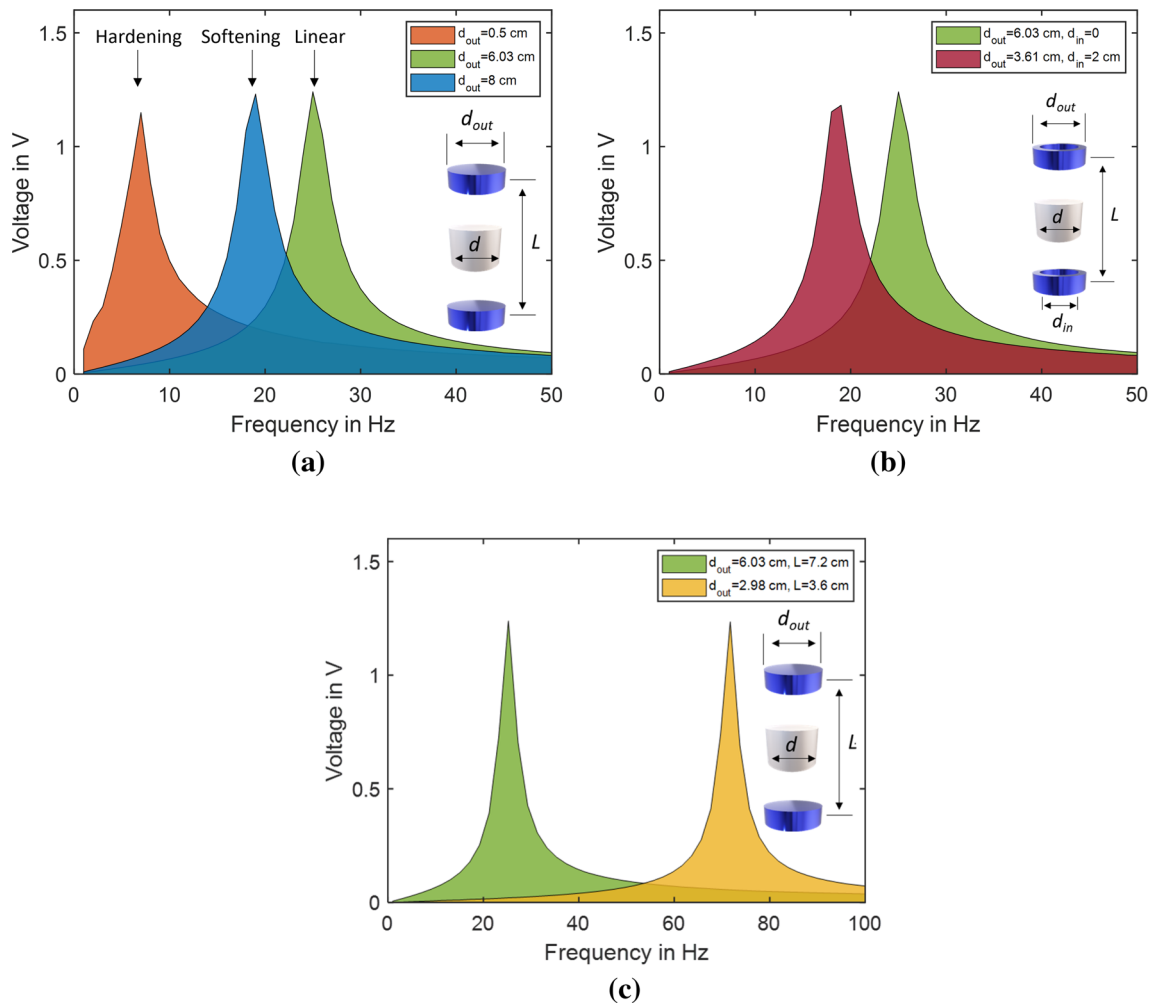 Hardening Softening Linear
d_out=0.5 cm
d_out=6.03 cm
d_out=8 cm
d_out
d
L
1.5
1
0.5
0
0 10 20 30 40 50
Voltage in V
Frequency in Hz
(a)
d_out=6.03 cm, d_in=0
d_out=3.61 cm, d_in=2 cm
d_out
d
L
d_in
1.5
1
0.5
0
0 10 20 30 40 50
Voltage in V
Frequency in Hz
(b)
d_out=6.03 cm, L=7.2 cm
d_out=2.98 cm, L=3.6 cm
d_out
d
L
1.5
1
0.5
0
0 20 40 60 80 100
Voltage in V
Frequency in Hz
(c)